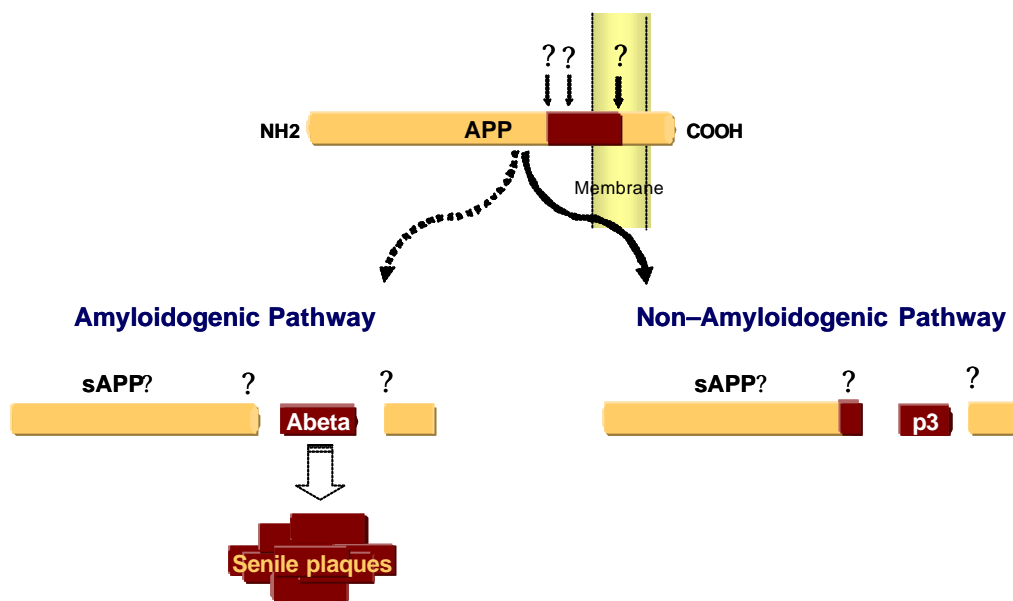 ? ? ?
NH2 APP COOH
Membrane
Amyloidogenic Pathway Non–Amyloidogenic Pathway
sAPP? ? ? sAPP? ? ?
Abeta p3
Senile plaques